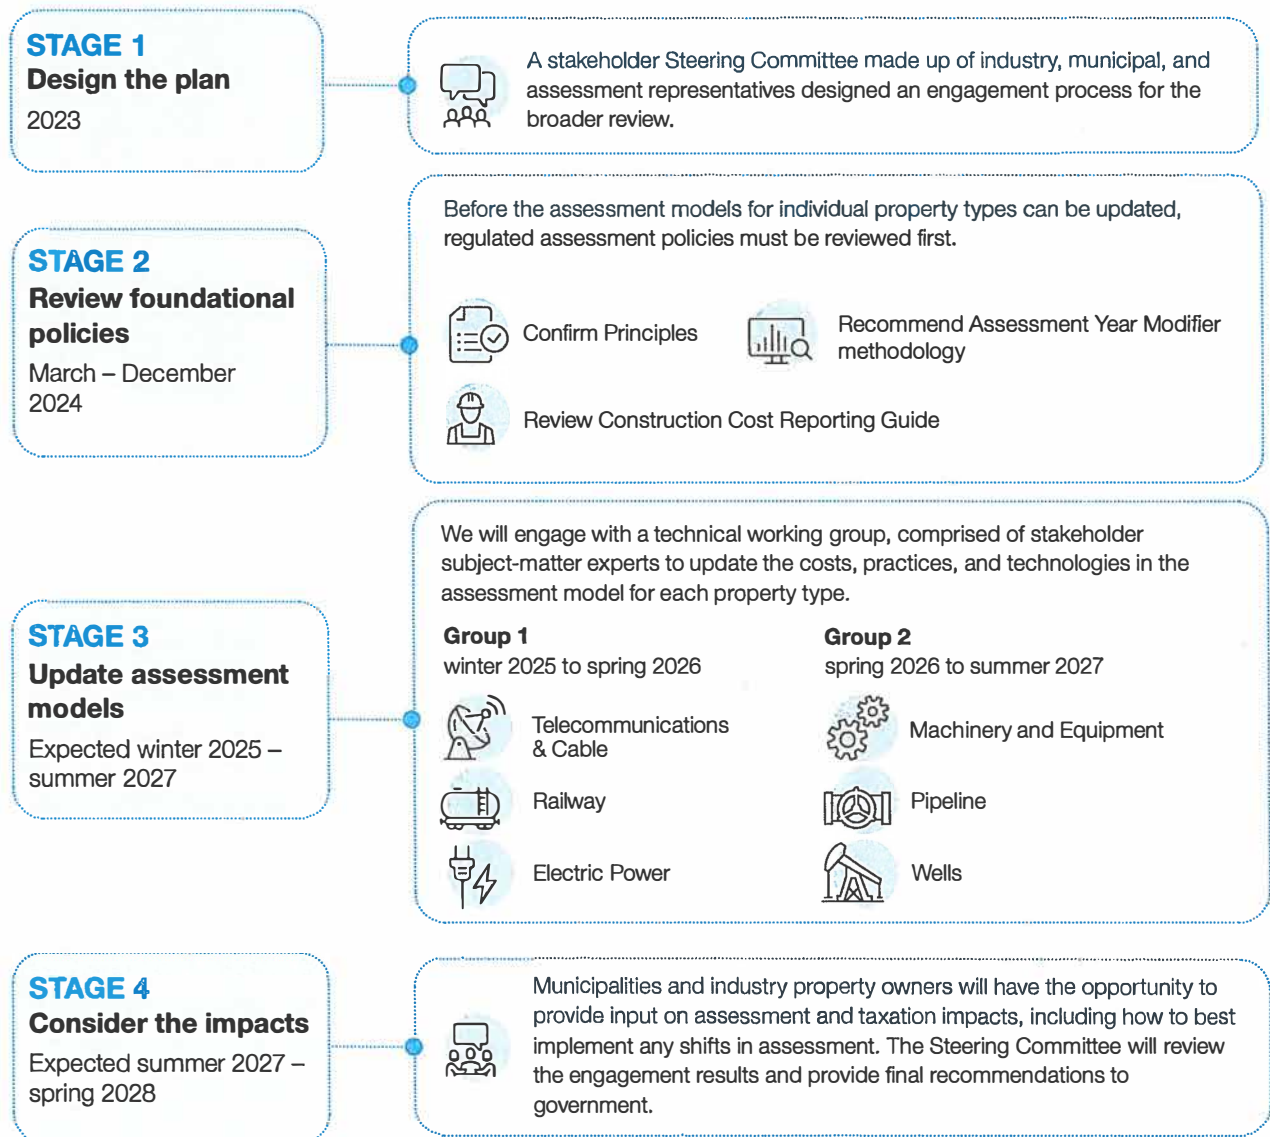 STAGE 1
Design the plan
2023
A stakeholder Steering Committee made up of industry, municipal, and
assessment representatives designed an engagement process for the
broader review.
STAGE 2
Review foundational
policies
March – December
2024
Before the assessment models for individual property types can be updated,
regulated assessment policies must be reviewed first.
Confirm Principles
Recommend Assessment Year Modifier
methodology
Review Construction Cost Reporting Guide
STAGE 3
Update assessment
models
Expected winter 2025 –
summer 2027
We will engage with a technical working group, comprised of stakeholder
subject-matter experts to update the costs, practices, and technologies in the
assessment model for each property type.
Group 1
winter 2025 to spring 2026
Telecommunications
& Cable
Railway
Electric Power
Group 2
spring 2026 to summer 2027
Machinery and Equipment
Pipeline
Wells
STAGE 4
Consider the impacts
Expected summer 2027 –
spring 2028
Municipalities and industry property owners will have the opportunity to
provide input on assessment and taxation impacts, including how to best
implement any shifts in assessment. The Steering Committee will review
the engagement results and provide final recommendations to
government.